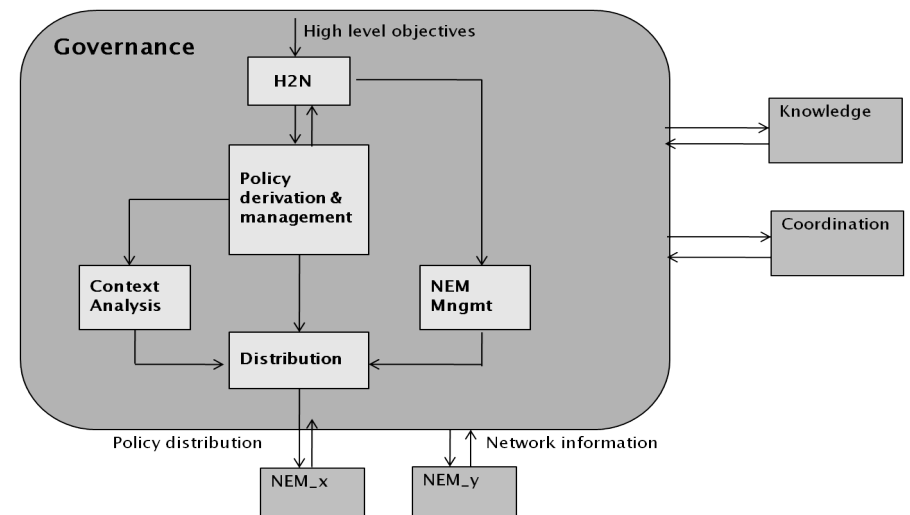 High level objectives
Governance
H2N
Knowledge
Policy
derivation &
management
Coordination
Context
Analysis
NEM
Mngmt
Distribution
Policy distribution
Network information
NEM_x
NEM_y